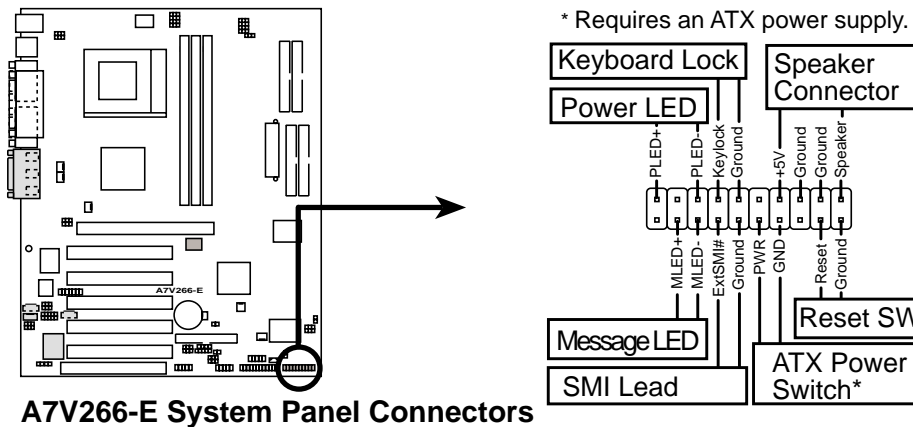 * Requires an ATX power supply.
Keyboard Lock
Speaker
Connector
Power LED
PLED+
PLED-
Keylock
Ground
+5V
Ground
Ground
Speaker
MLED+
MLED-
ExtSMI#
Ground
PWR
GND
Reset
Ground
A7V266-E
Reset SW
Message LED
ATX Power
Switch*
SMI Lead
A7V266-E System Panel Connectors